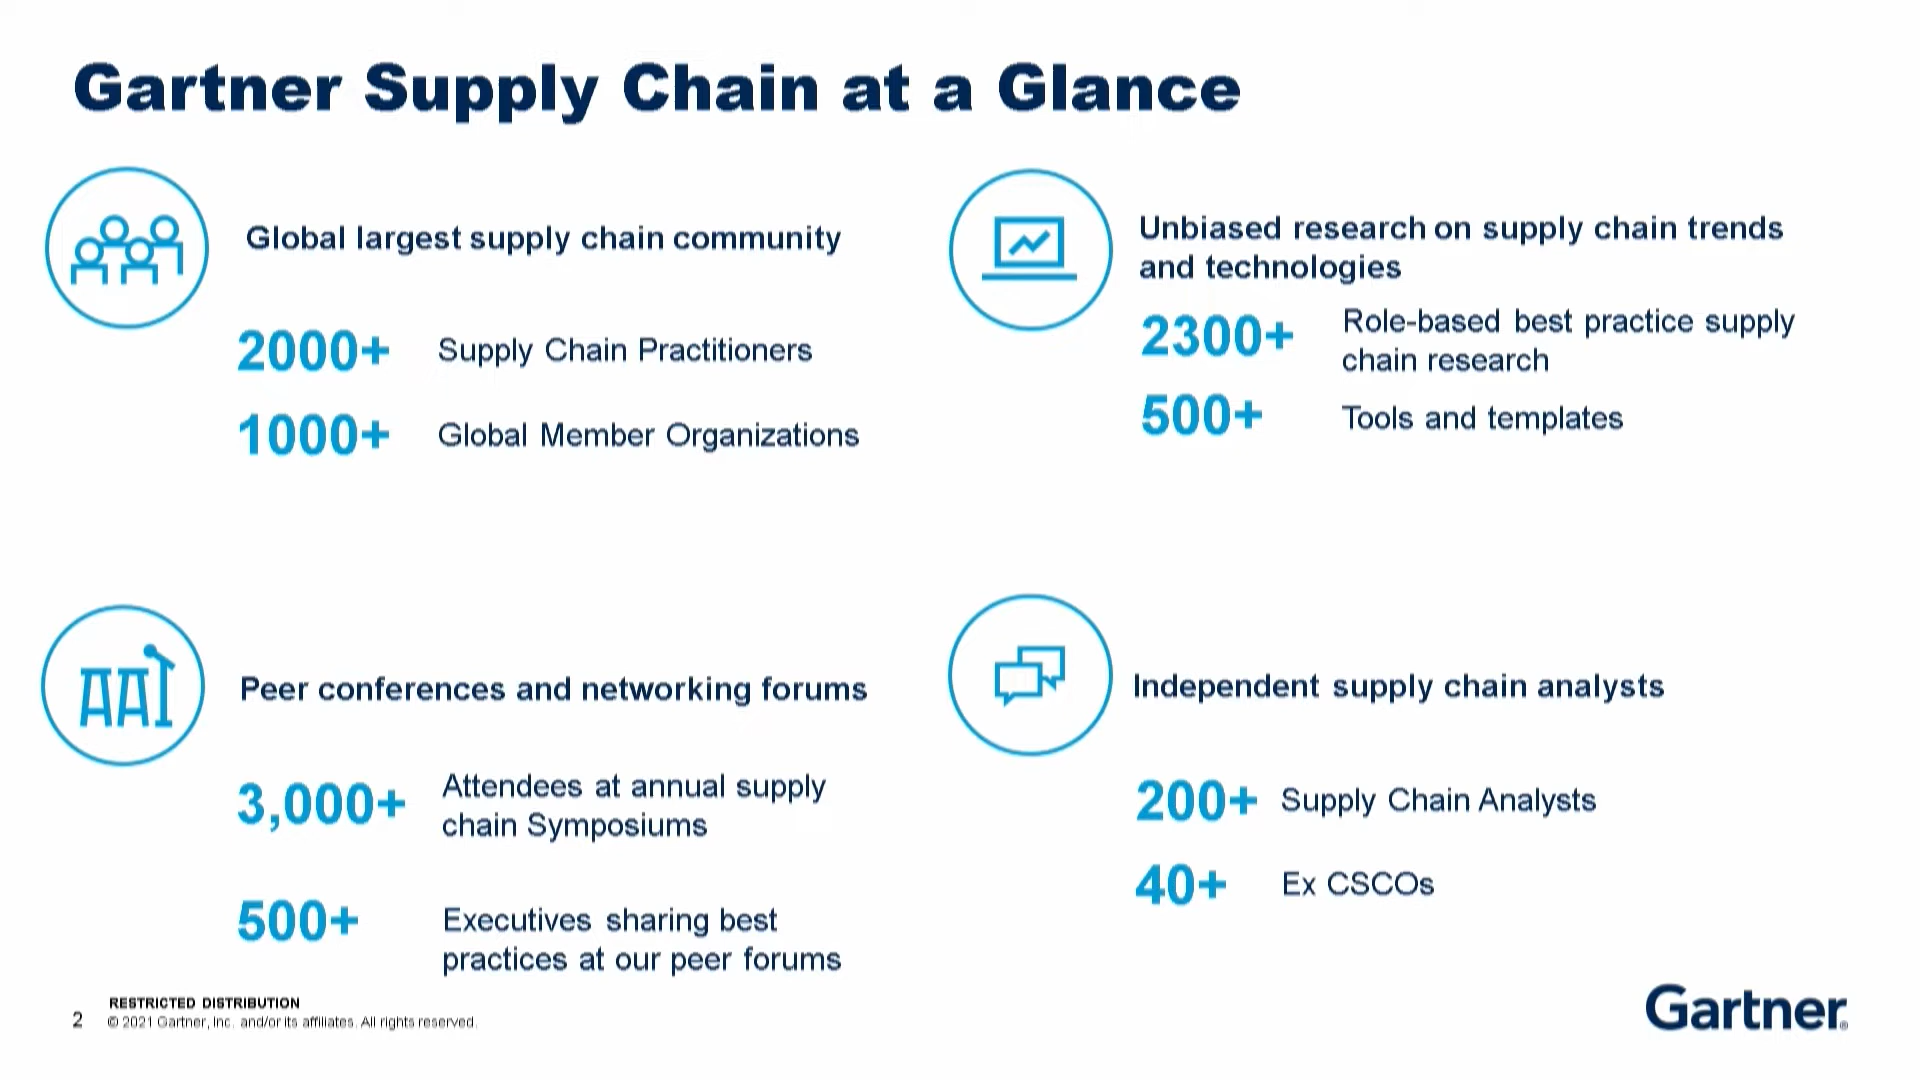 Gartner Supply Chain at a Glance
Global largest supply chain community
2000+ Supply Chain Practitioners
1000+ Global Member Organizations
Unbiased research on supply chain trends
and technologies
2300+ Role-based best practice supply
chain research
500+ Tools and templates
Peer conferences and networking forums
3,000+ Attendees at annual supply
chain Symposiums
500+ Executives sharing best
practices at our peer forums
Independent supply chain analysts
200+ Supply Chain Analysts
40+ Ex CSCOs
RESTRICTED DISTRIBUTION
2 © 2021 Gartner, Inc. and/or its affiliates. All rights reserved.
Gartner®